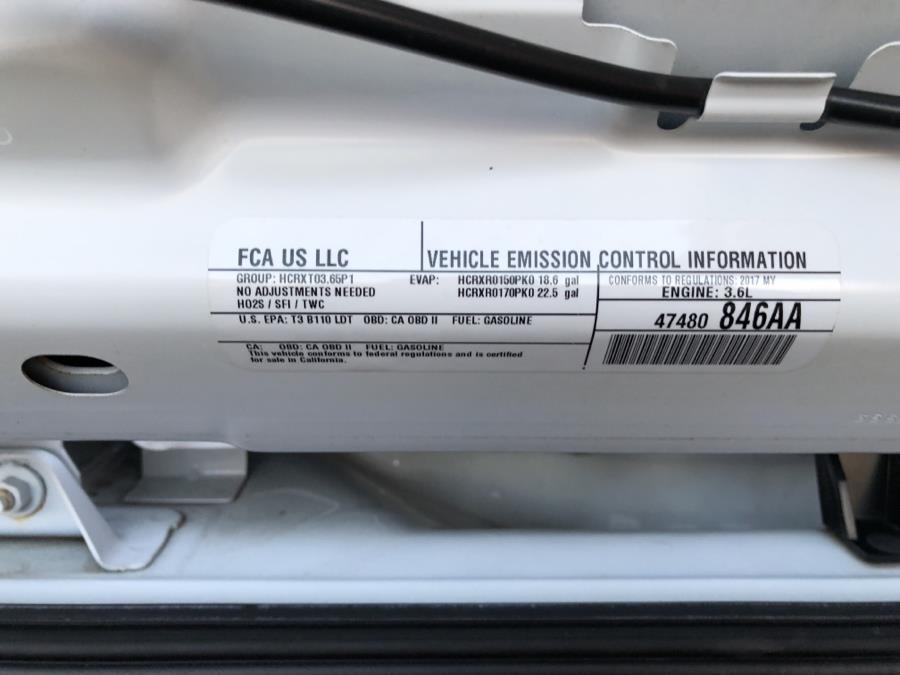 FCA US LLC
VEHICLE EMISSION CONTROL INFORMATION
GROUP: HCRXT03.65P1
NO ADJUSTMENTS NEEDED
HO2S / SFI / TWC
EVAP: HCRXR0150PK0 18.6 gal
HCRXR0170PK0 22.5 gal
CONFORMS TO REGULATIONS: 2017 MY
ENGINE: 3.6L
U.S. EPA: T3 B110 LDT OBD: CA OBD II FUEL: GASOLINE
47480 846AA
CA: OBD: CA OBD II FUEL: GASOLINE
This vehicle conforms to federal regulations and is certified
for sale in California.